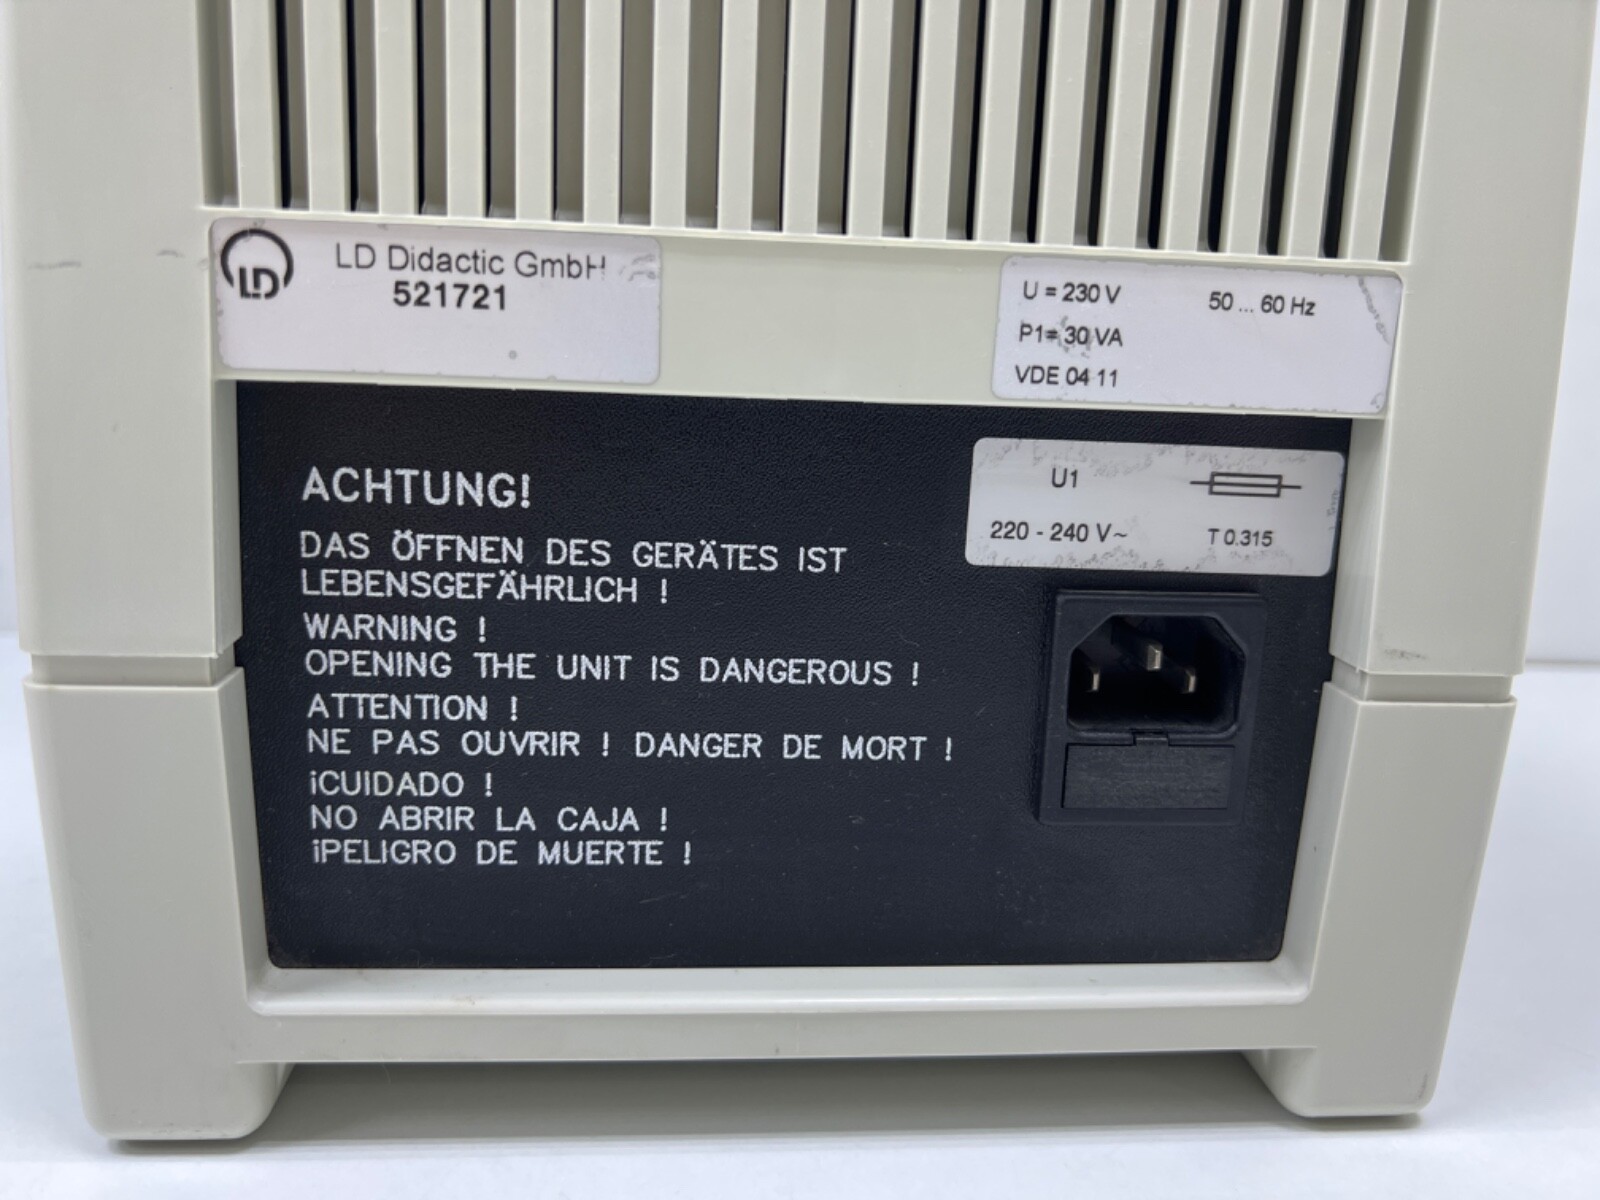 LD
LD Didactic GmbH
521721
U = 230 V 50 ... 60 Hz
P1= 30 VA
VDE 04 11
U1
220 - 240 V~ T 0.315
ACHTUNG!
DAS ÖFFNEN DES GERÄTES IST
LEBENSGEFÄHRLICH !
WARNING !
OPENING THE UNIT IS DANGEROUS !
ATTENTION !
NE PAS OUVRIR ! DANGER DE MORT !
¡CUIDADO !
NO ABRIR LA CAJA !
¡PELIGRO DE MUERTE !